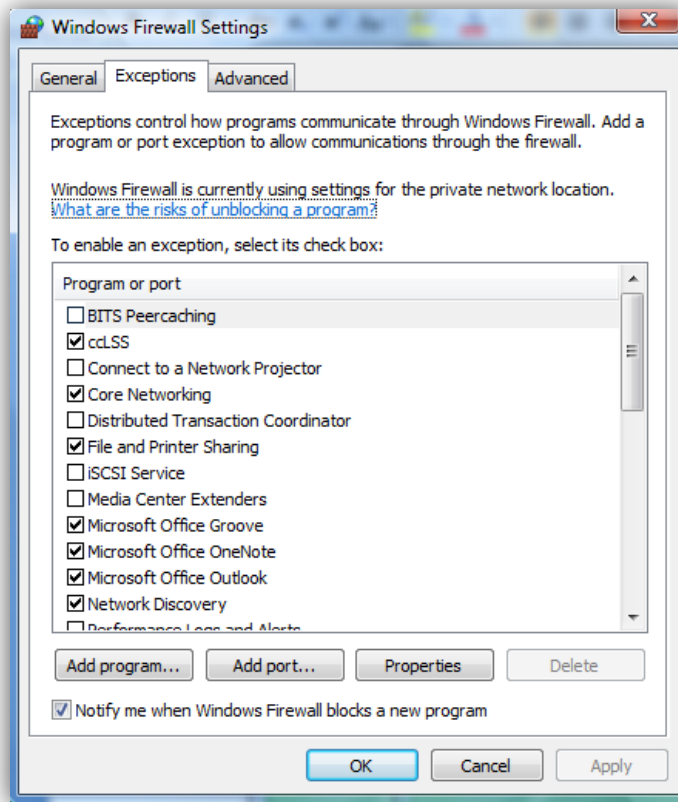 Windows Firewall Settings
General Exceptions Advanced
Exceptions control how programs communicate through Windows Firewall. Add a
program or port exception to allow communications through the firewall.
Windows Firewall is currently using settings for the private network location.
What are the risks of unblocking a program?
To enable an exception, select its check box:
Program or port
BITS Peercaching
ccLSS
Connect to a Network Projector
Core Networking
Distributed Transaction Coordinator
File and Printer Sharing
iSCSI Service
Media Center Extenders
Microsoft Office Groove
Microsoft Office OneNote
Microsoft Office Outlook
Network Discovery
Performance Logs and Alerts
Add program... Add port... Properties Delete
Notify me when Windows Firewall blocks a new program
OK Cancel Apply